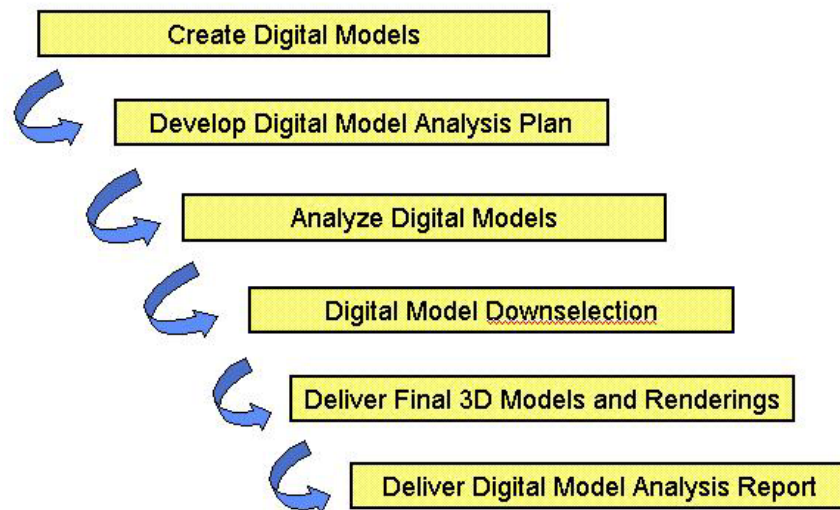 Create Digital Models
Develop Digital Model Analysis Plan
Analyze Digital Models
Digital Model Downselection
Deliver Final 3D Models and Renderings
Deliver Digital Model Analysis Report